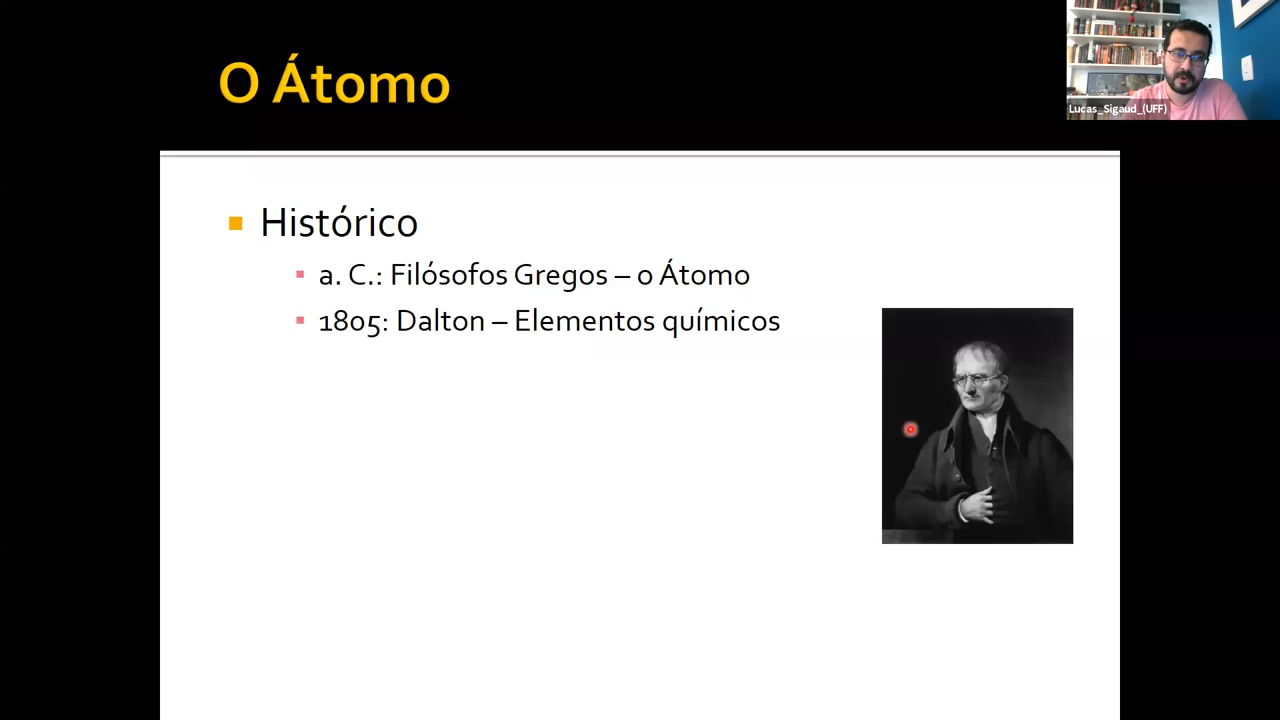 O Átomo
Lucas_Sigaud_(UFF)
Histórico
a. C.: Filósofos Gregos – o Átomo
1805: Dalton – Elementos químicos